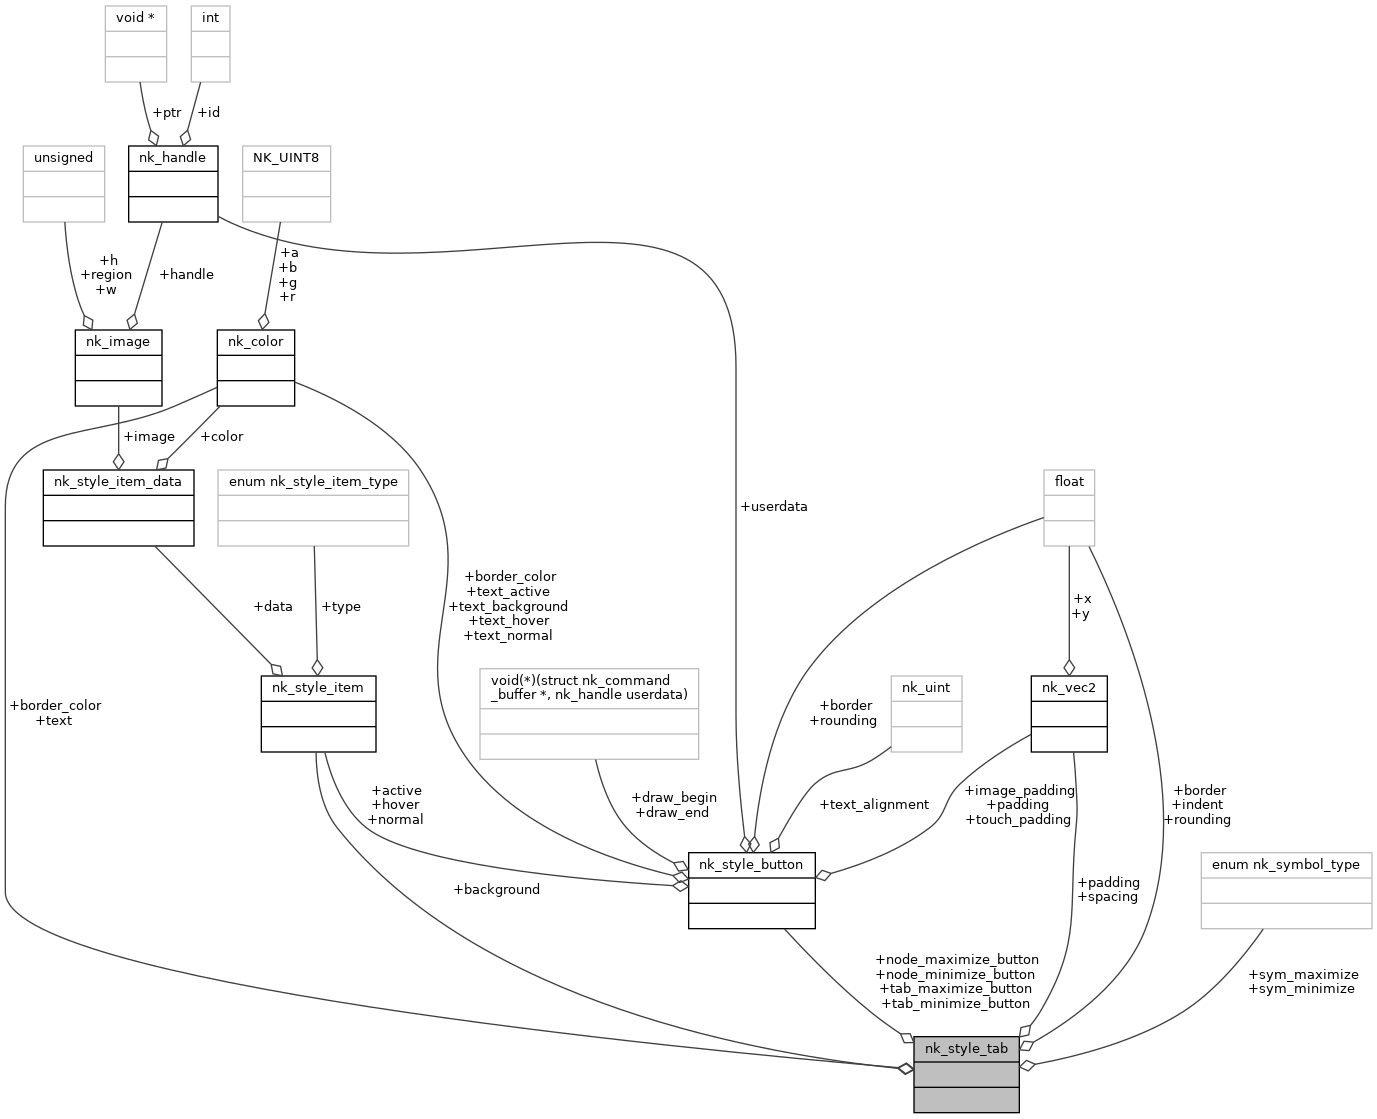 void *
int
+ptr
+id
unsigned
nk_handle
NK_UINT8
+h
+region
+w
+handle
+a
+b
+g
+r
nk_image
nk_color
+image
+color
nk_style_item_data
enum nk_style_item_type
+userdata
float
+data
+type
+border_color
+text_active
+text_background
+text_hover
+text_normal
+x
+y
+border_color
+text
nk_style_item
void(*)(struct nk_command
_buffer *, nk_handle userdata)
+border
+rounding
nk_uint
nk_vec2
+active
+hover
+normal
+draw_begin
+draw_end
+text_alignment
+image_padding
+padding
+touch_padding
+border
+indent
+rounding
+background
nk_style_button
+padding
+spacing
enum nk_symbol_type
+node_maximize_button
+node_minimize_button
+tab_maximize_button
+tab_minimize_button
+sym_maximize
+sym_minimize
nk_style_tab